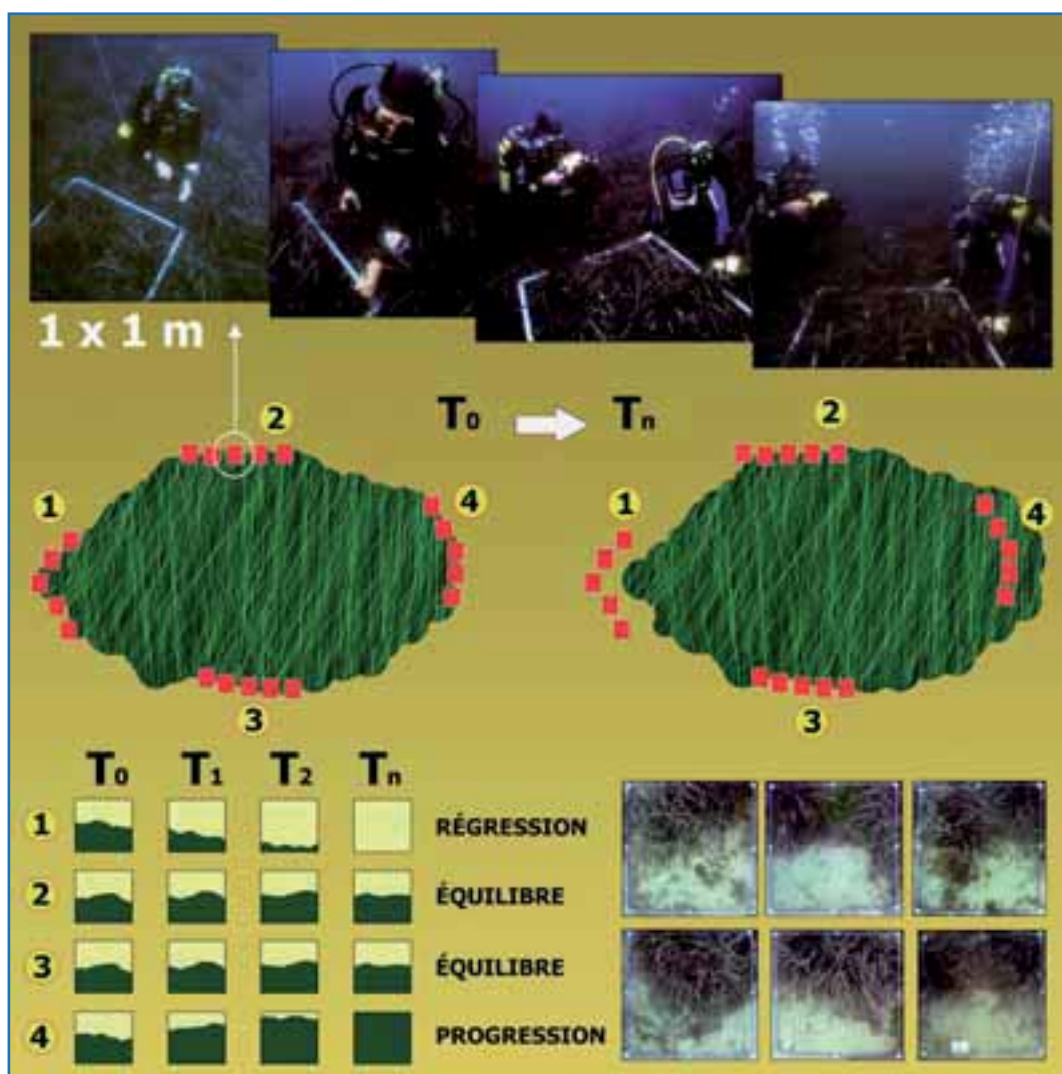 1 x 1 m
T0 Tn
2 2
1 4 1 4
3 3
T0 T1 T2 Tn
1 RÉGRESSION
2 ÉQUILIBRE
3 ÉQUILIBRE
4 PROGRESSION